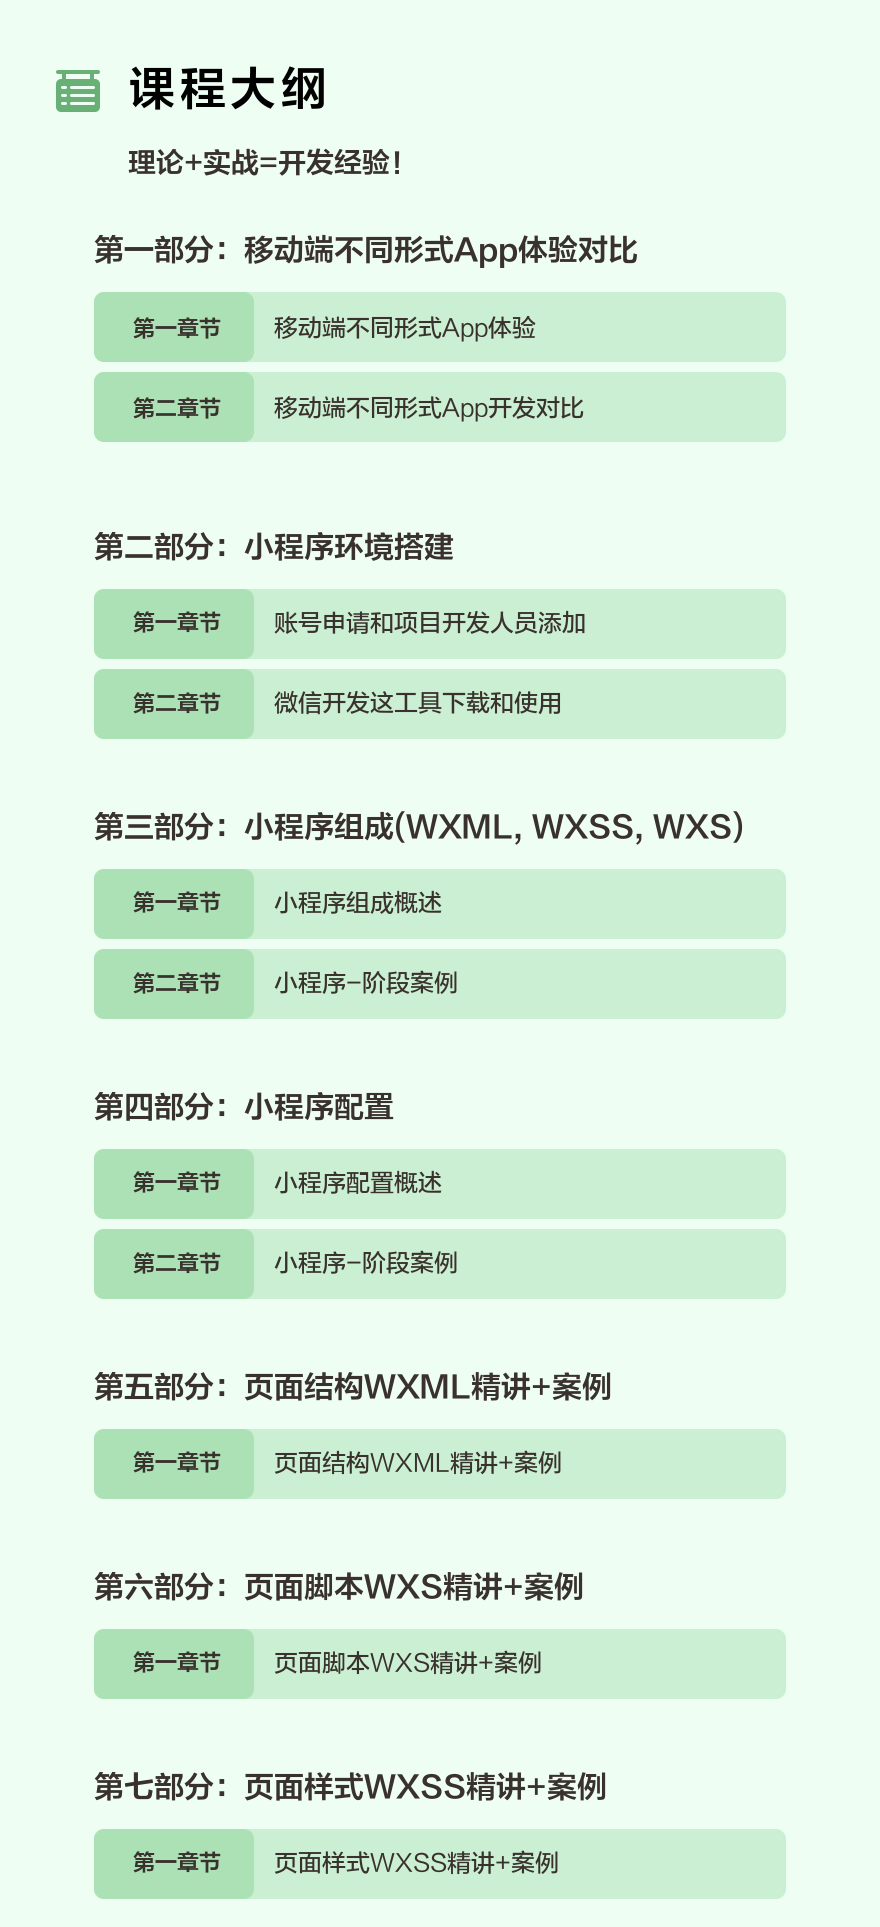 课程大纲
理论+实战=开发经验！
第一部分：移动端不同形式App体验对比
第一章节 移动端不同形式App体验
第二章节 移动端不同形式App开发对比
第二部分：小程序环境搭建
第一章节 账号申请和项目开发人员添加
第二章节 微信开发这工具下载和使用
第三部分：小程序组成(WXML, WXSS, WXS)
第一章节 小程序组成概述
第二章节 小程序-阶段案例
第四部分：小程序配置
第一章节 小程序配置概述
第二章节 小程序-阶段案例
第五部分：页面结构WXML精讲+案例
第一章节 页面结构WXML精讲+案例
第六部分：页面脚本WXS精讲+案例
第一章节 页面脚本WXS精讲+案例
第七部分：页面样式WXSS精讲+案例
第一章节 页面样式WXSS精讲+案例